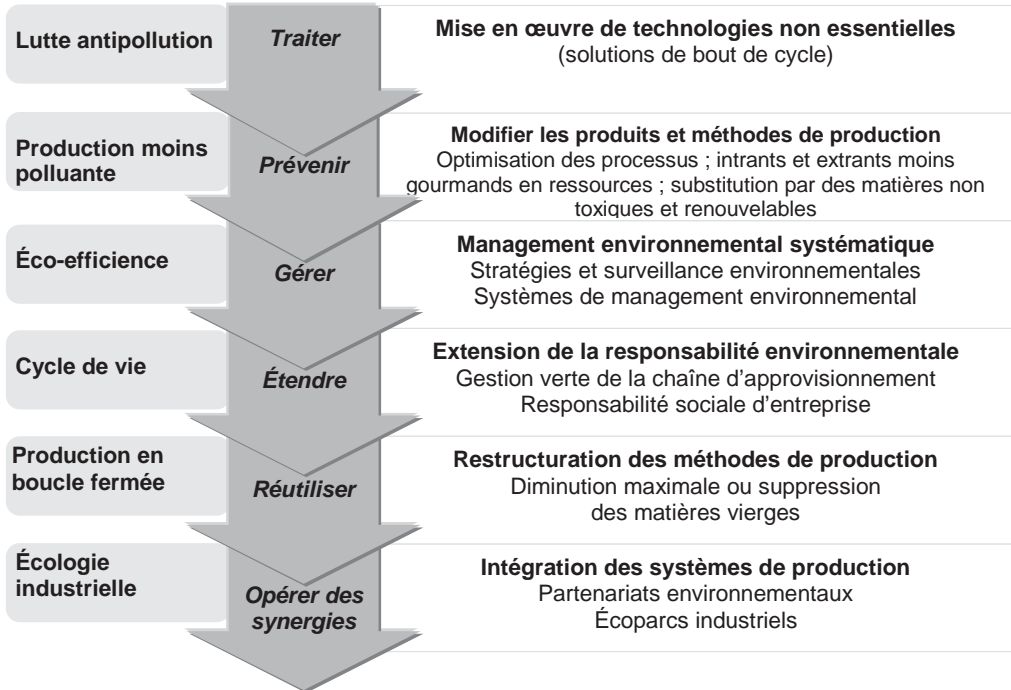 Lutte antipollution
Traiter
Mise en œuvre de technologies non essentielles
(solutions de bout de cycle)
Production moins
polluante
Prévenir
Modifier les produits et méthodes de production
Optimisation des processus ; intrants et extrants moins
gourmands en ressources ; substitution par des matières non
toxiques et renouvelables
Éco-efficience
Gérer
Management environnemental systématique
Stratégies et surveillance environnementales
Systèmes de management environnemental
Cycle de vie
Étendre
Extension de la responsabilité environnementale
Gestion verte de la chaîne d'approvisionnement
Responsabilité sociale d'entreprise
Production en
boucle fermée
Réutiliser
Restructuration des méthodes de production
Diminution maximale ou suppression
des matières vierges
Écologie
industrielle
Opérer des
synergies
Intégration des systèmes de production
Partenariats environnementaux
Écoparcs industriels